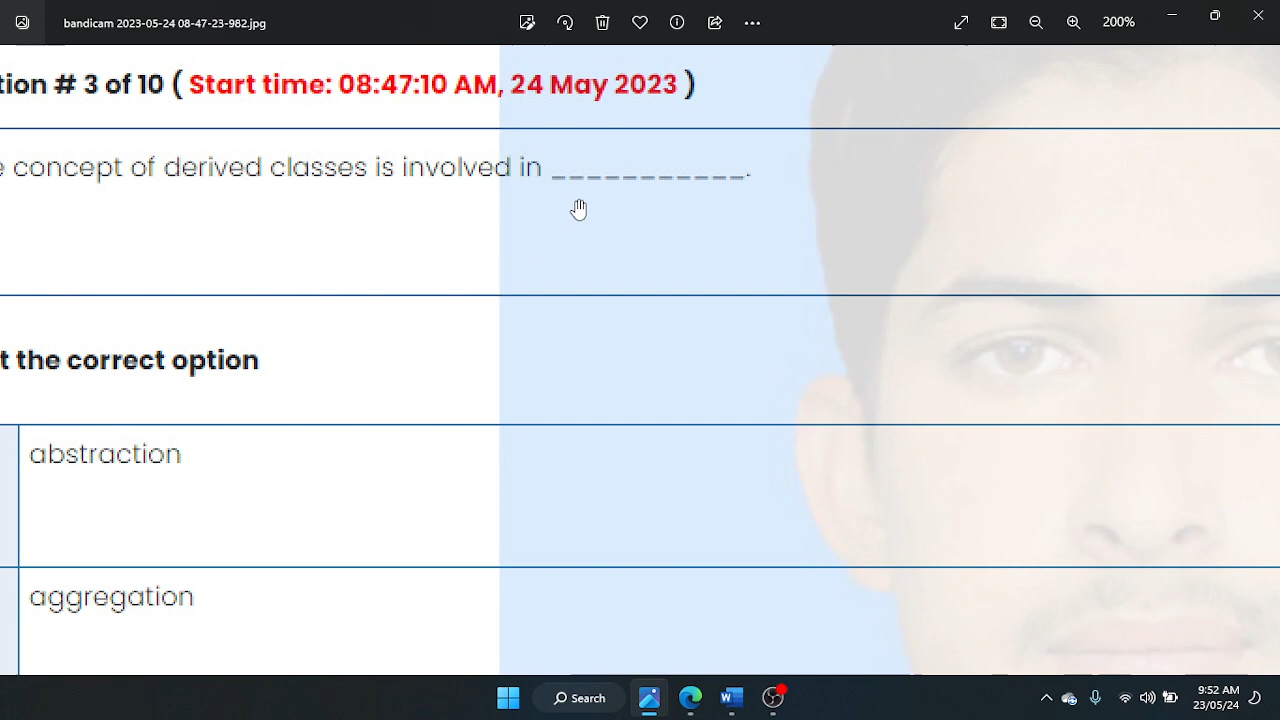 bandicam 2023-05-24 08-47-23-982.jpg
200%
tion # 3 of 10 ( Start time: 08:47:10 AM, 24 May 2023 )
e concept of derived classes is involved in ___________.
t the correct option
abstraction
aggregation
Search
9:52 AM
23/05/24